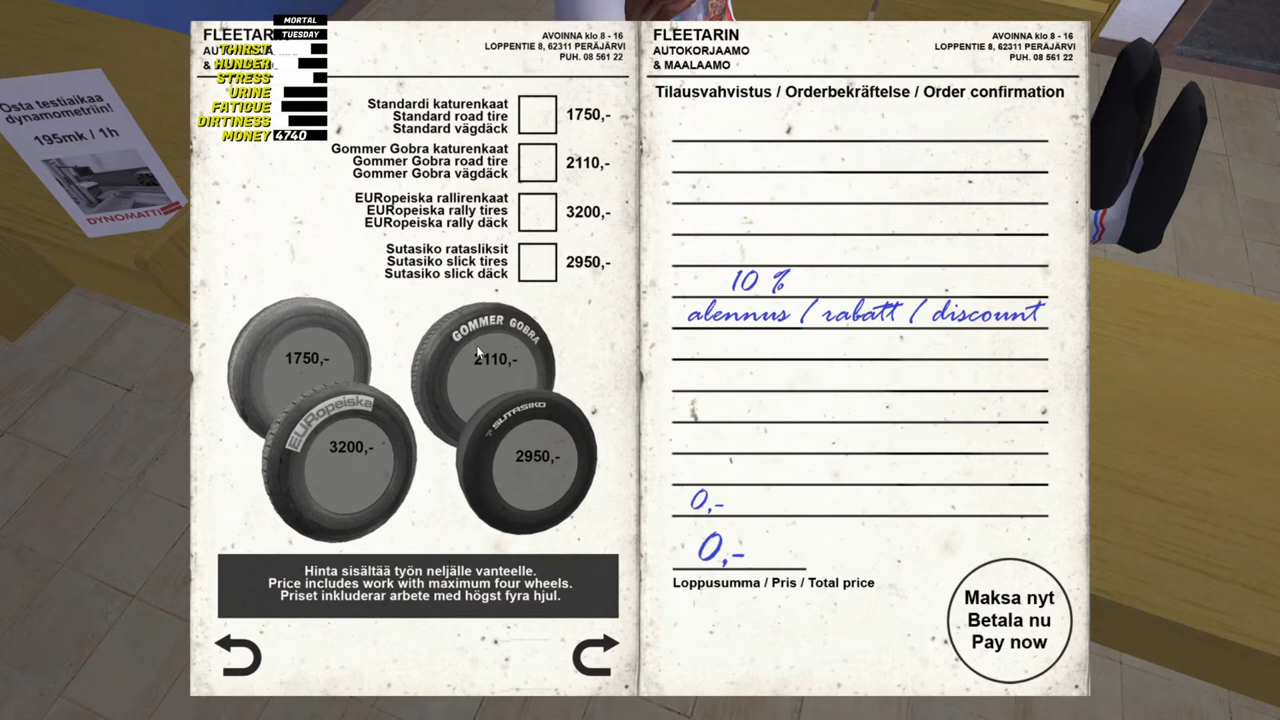 MORTAL
TUESDAY
THIRST
HUNGER
STRESS
URINE
FATIGUE
DIRTINESS
MONEY 4740
Osta testiaikaa
dynamometriin!
195mk / 1h
DYNOMATTI
AVOINNA klo 8 - 16
LOPPENTIE 8, 62311 PERÄJÄRVI
PUH. 08 561 22
Standardi katurenkaat
Standard road tire
Standard vägdäck
1750,-
Gommer Gobra katurenkaat
Gommer Gobra road tire
Gommer Gobra vägdäck
2110,-
EURopeiska rallirenkaat
EURopeiska rally tires
EURopeiska rally däck
3200,-
Sutasiko ratasliksit
Sutasiko slick tires
Sutasiko slick däck
2950,-
1750,-
GOMMER GOBRA
2110,-
EURopeiska
3200,-
SUTASIKO
2950,-
Hinta sisältää työn neljälle vanteelle.
Price includes work with maximum four wheels.
Priset inkluderar arbete med högst fyra hjul.
FLEETARIN
AUTOKORJAAMO
& MAALAAMO
AVOINNA klo 8 - 16
LOPPENTIE 8, 62311 PERÄJÄRVI
PUH. 08 561 22
Tilausvahvistus / Orderbekräftelse / Order confirmation
10 %
alennus / rabatt / discount
0,-
0,-
Loppusumma / Pris / Total price
Maksa nyt
Betala nu
Pay now